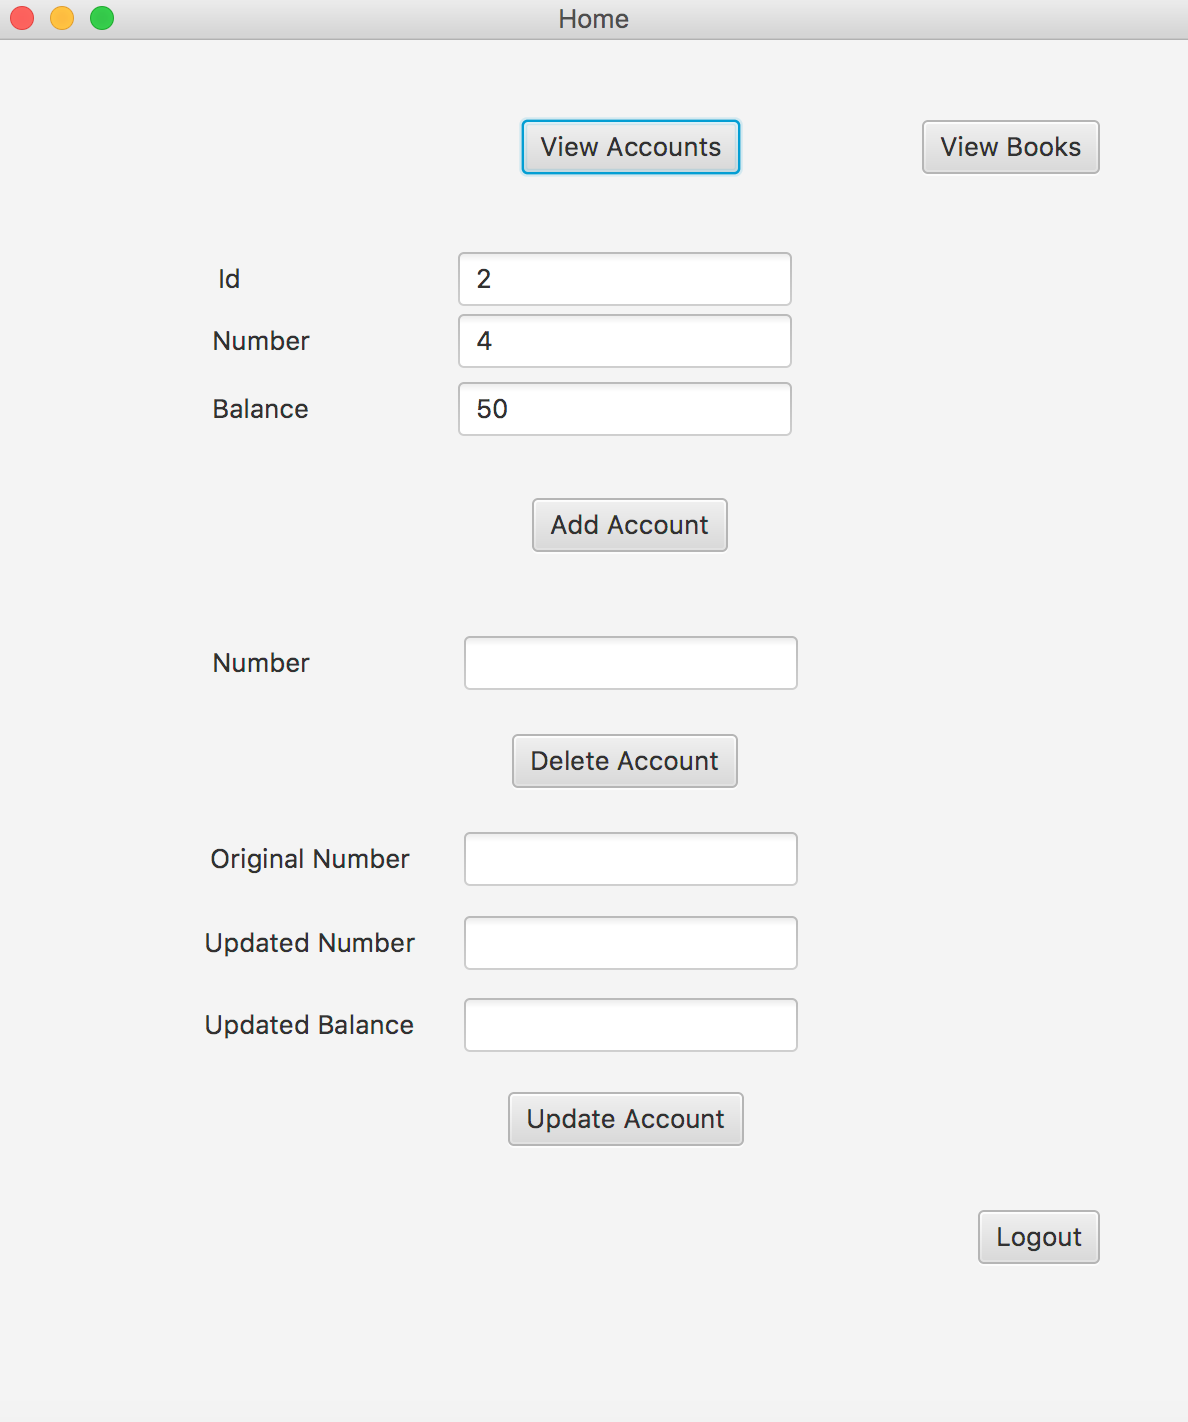 Home
View Accounts View Books
Id 2
Number 4
Balance 50
Add Account
Number
Delete Account
Original Number
Updated Number
Updated Balance
Update Account
Logout